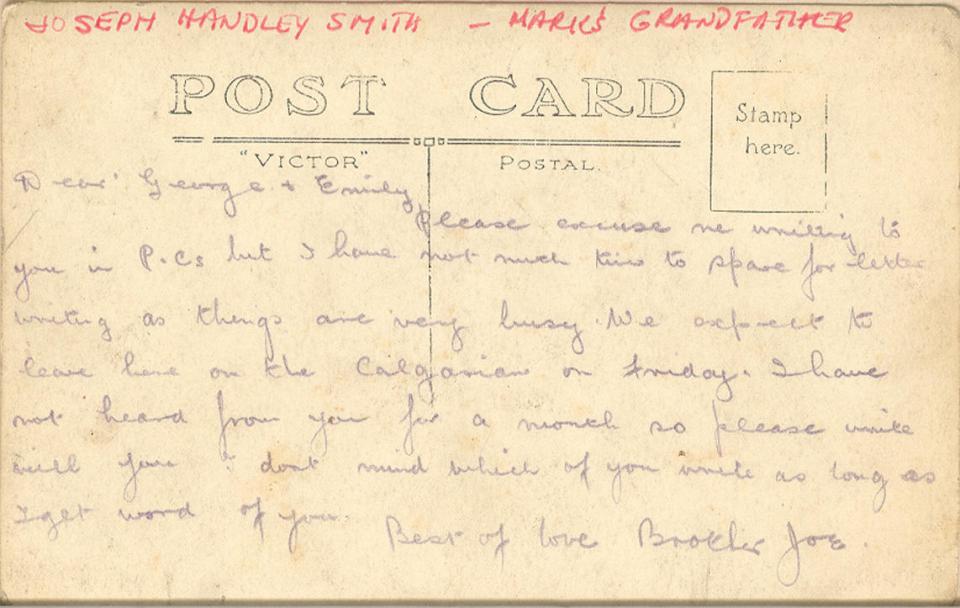 JOSEPH HANDLEY SMITH — MARK'S GRANDFATHER
POST CARD
Stamp
here.
"VICTOR" POSTAL.
Dear George & Emily
Please excuse me writing to
you in P.Cs but I have not much time to spare for letter
writing as things are very busy. We expect to
leave here on the Calgarian on Friday. I have
not heard from you for a month so please write
will you I dont mind which of you write as long as
I get word of you.
Best of love Brother Joe.